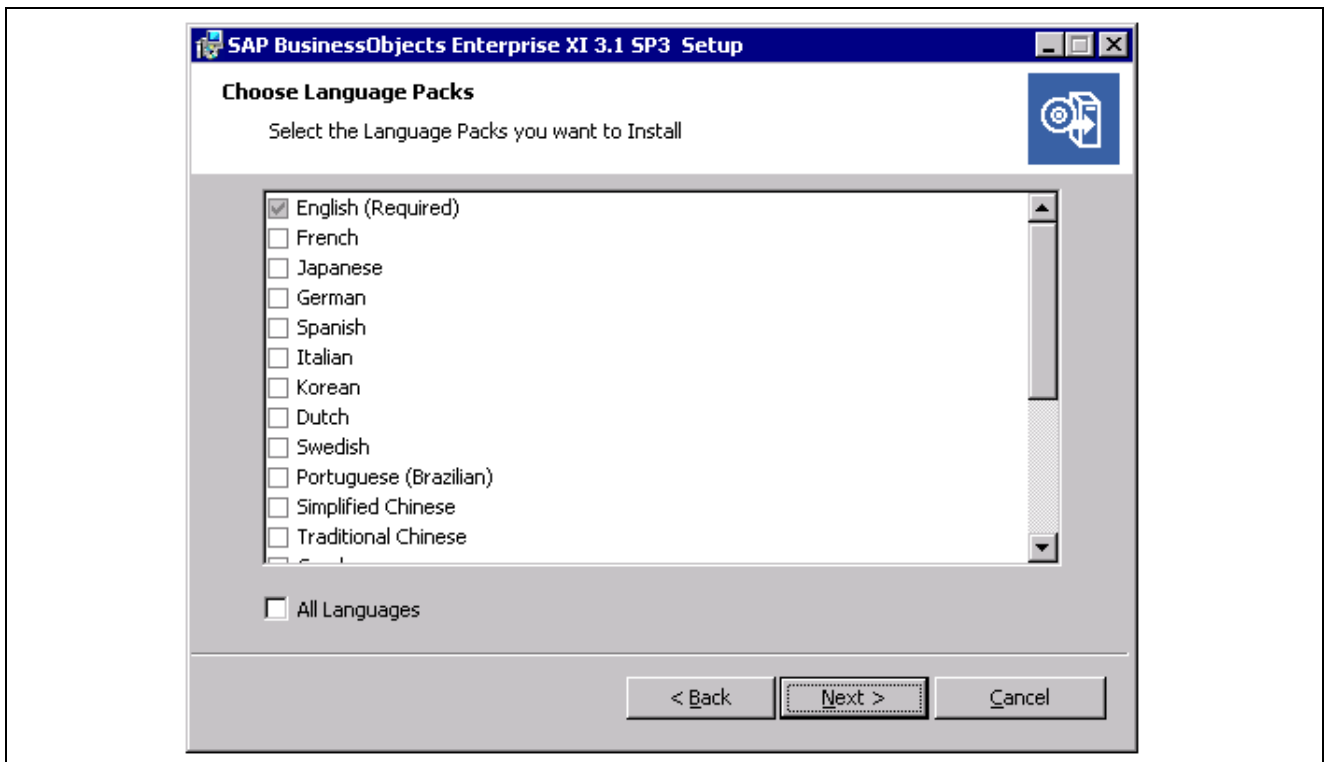 SAP BusinessObjects Enterprise XI 3.1 SP3 Setup
Choose Language Packs
Select the Language Packs you want to Install
English (Required)
French
Japanese
German
Spanish
Italian
Korean
Dutch
Swedish
Portuguese (Brazilian)
Simplified Chinese
Traditional Chinese
All Languages
< Back Next > Cancel